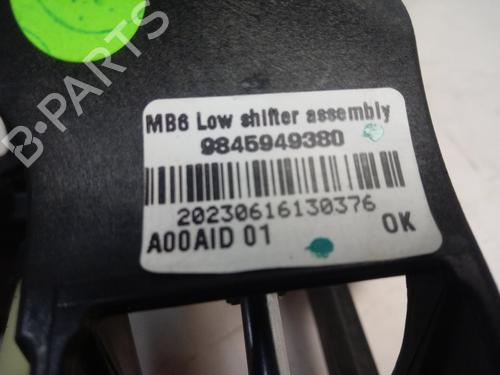 MB6 Low shifter assembly
9845949380
20230616130376
A00AID 01
OK
B-PARTS